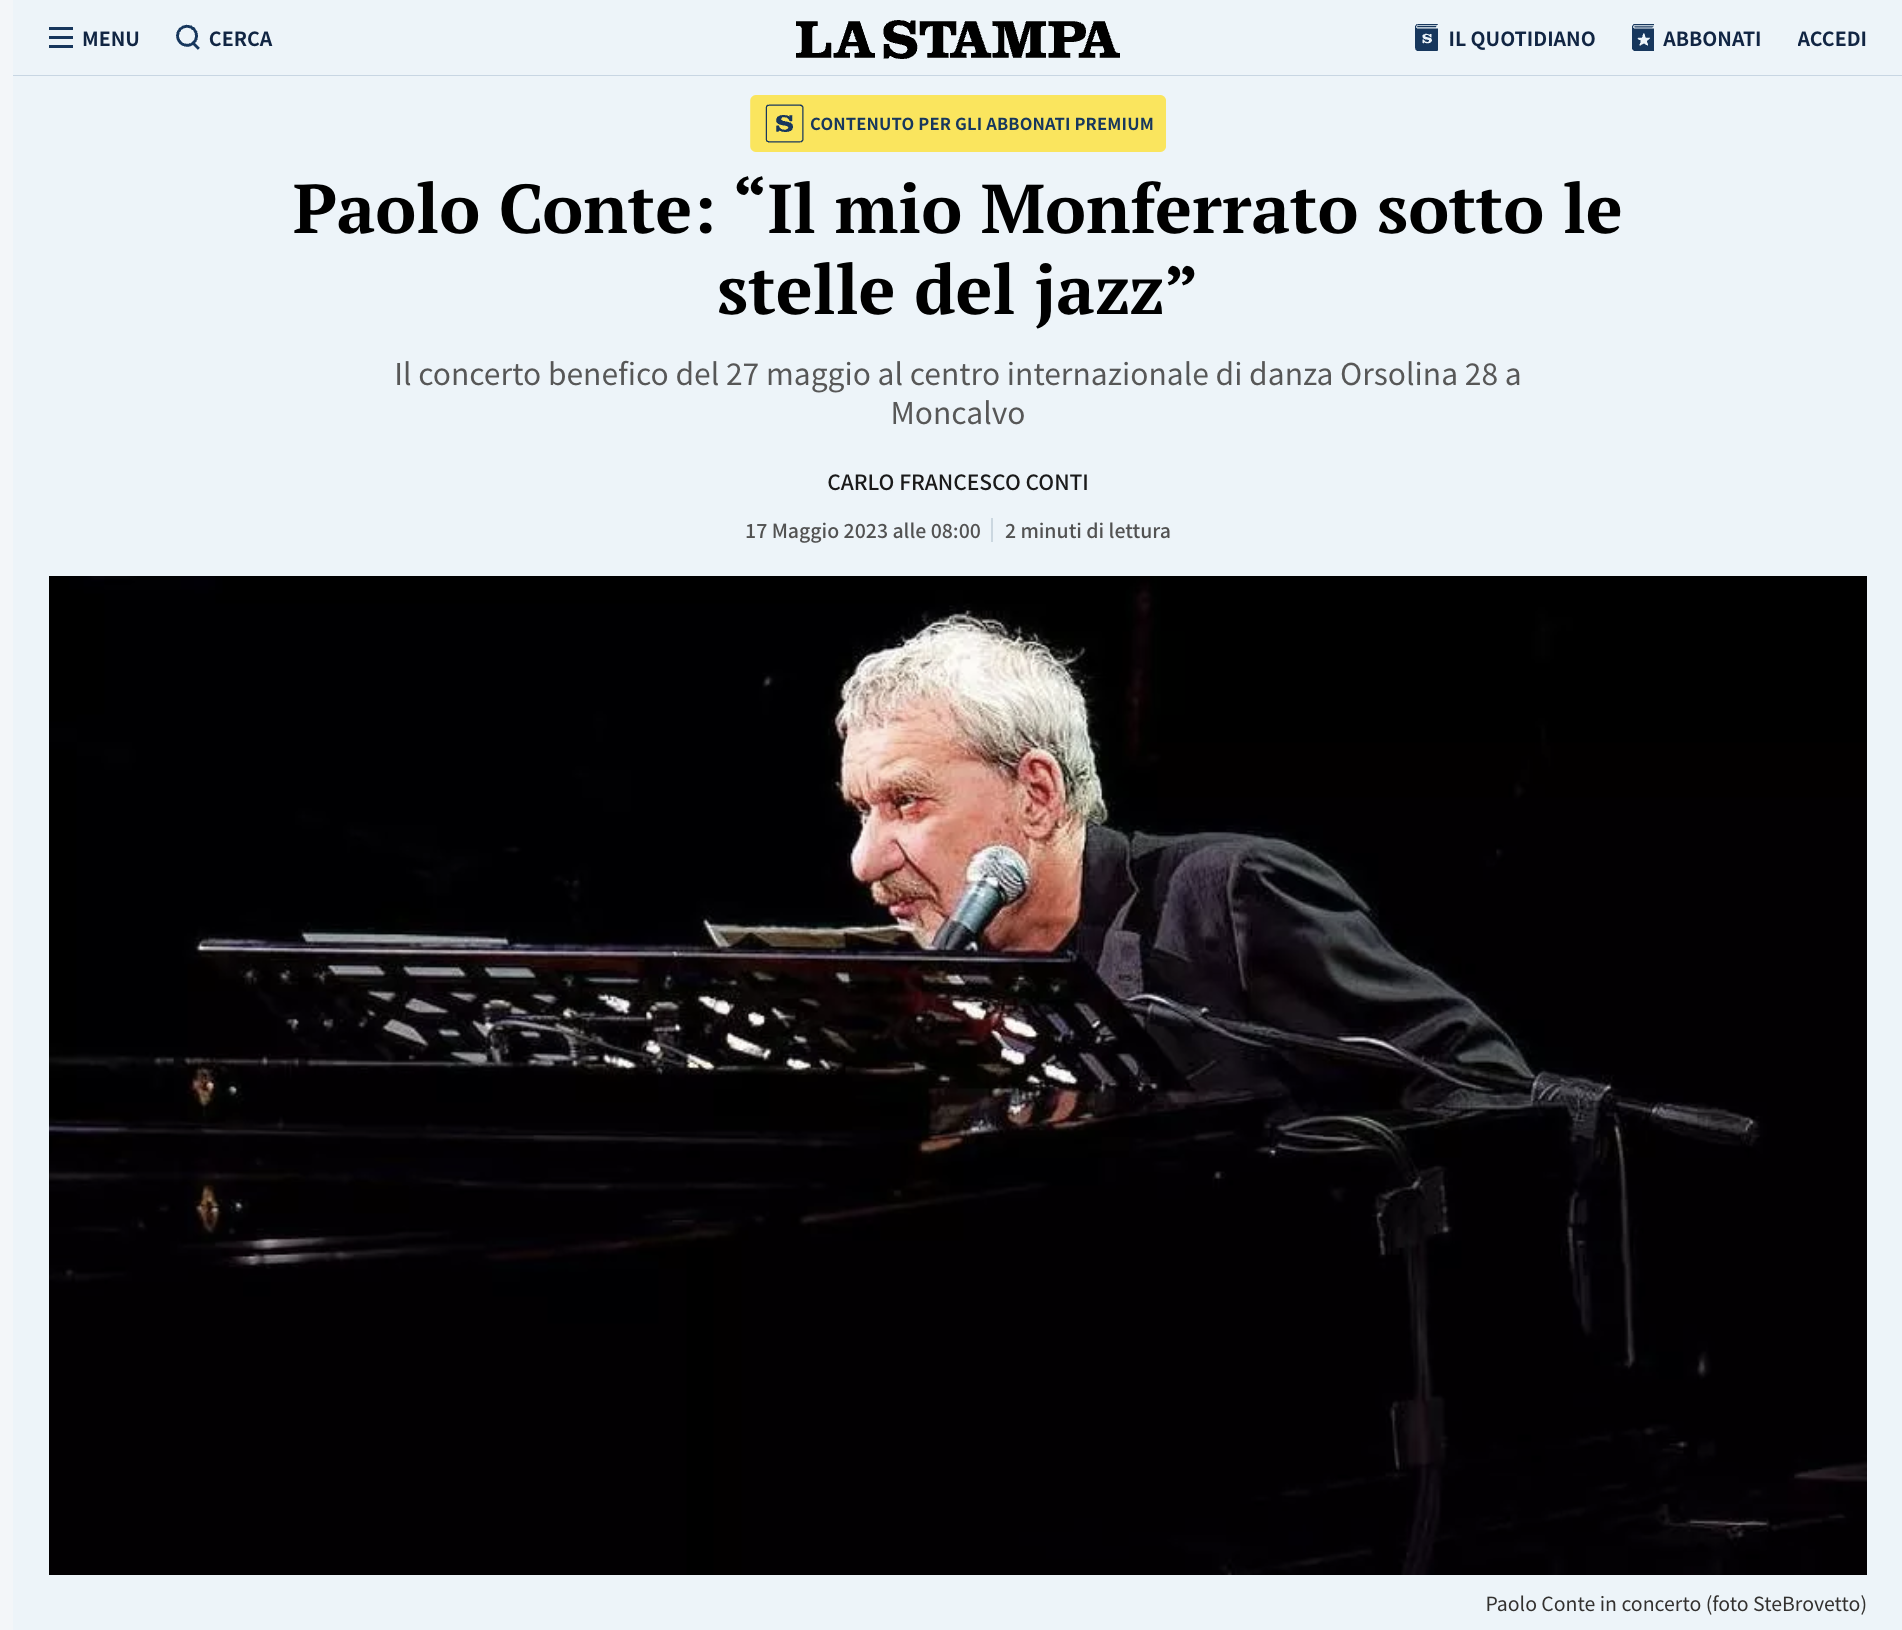 MENU
CERCA
LA STAMPA
S
IL QUOTIDIANO
ABBONATI
ACCEDI
S
CONTENUTO PER GLI ABBONATI PREMIUM
Paolo Conte: “Il mio Monferrato sotto le
stelle del jazz”
Il concerto benefico del 27 maggio al centro internazionale di danza Orsolina 28 a
Moncalvo
CARLO FRANCESCO CONTI
17 Maggio 2023 alle 08:00
2 minuti di lettura
Paolo Conte in concerto (foto SteBrovetto)